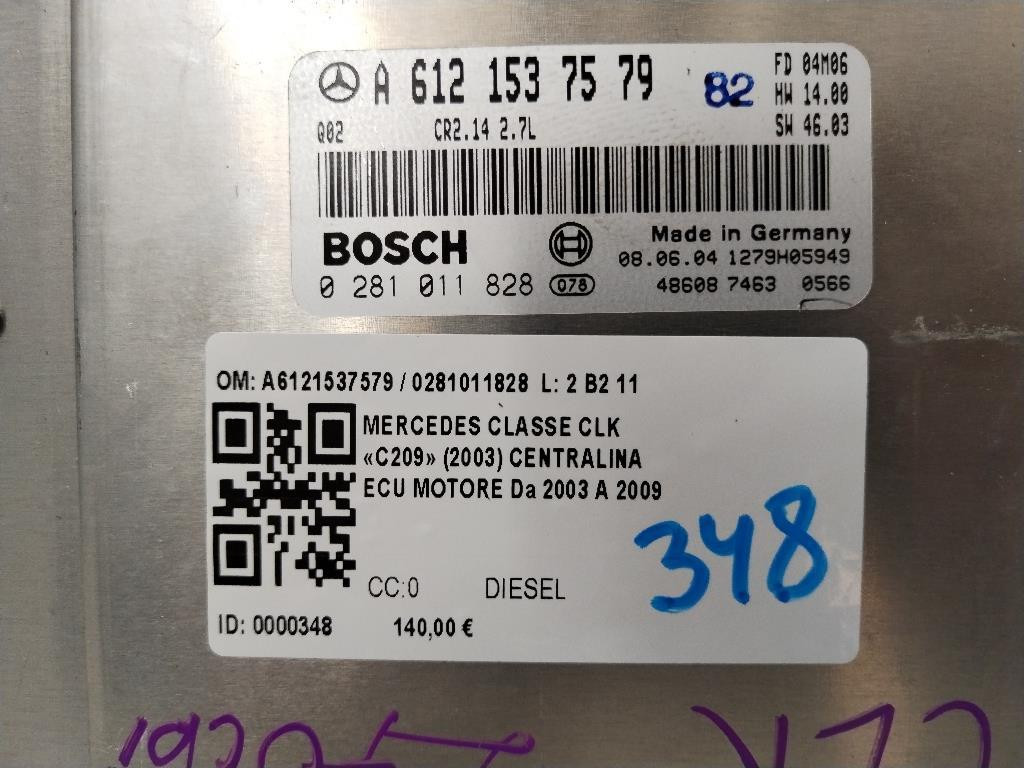 A 612 153 75 79 82 FD 04M06
HW 14.00
Q02 CR2.14 2.7L SW 46.03
BOSCH Made in Germany
08.06.04 1279H05949
0 281 011 828 078 486087463 0566
OM: A6121537579 / 0281011828 L: 2 B2 11
MERCEDES CLASSE CLK
«C209» (2003) CENTRALINA
ECU MOTORE Da 2003 A 2009
348
CC:0 DIESEL
ID: 0000348 140,00 €